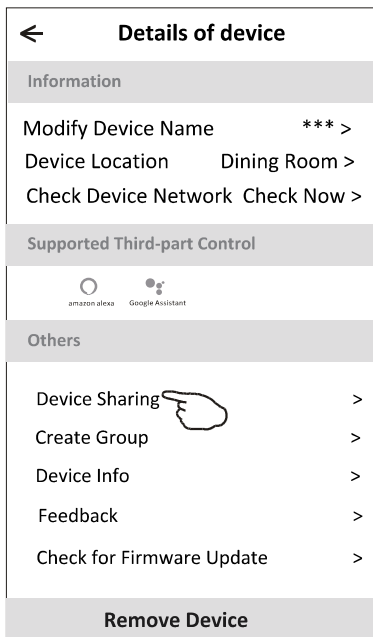 ← Details of device
Information
Modify Device Name *** >
Device Location Dining Room >
Check Device Network Check Now >
Supported Third-part Control
amazon alexa Google Assistant
Others
Device Sharing >
Create Group >
Device Info >
Feedback >
Check for Firmware Update >
Remove Device